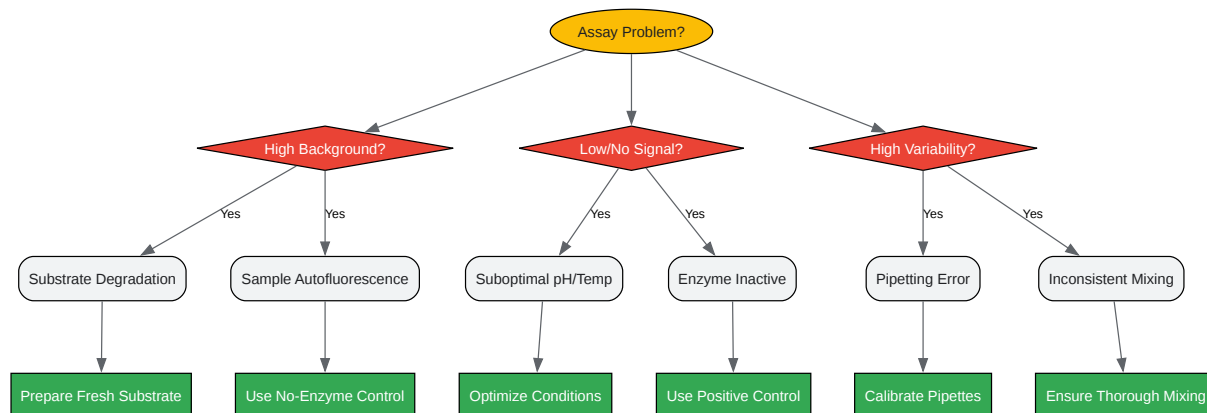 Assay Problem?
High Background?
Low/No Signal?
High Variability?
Yes
Yes
Yes
Yes
Yes
Yes
Substrate Degradation
Sample Autofluorescence
Suboptimal pH/Temp
Enzyme Inactive
Pipetting Error
Inconsistent Mixing
Prepare Fresh Substrate
Use No-Enzyme Control
Optimize Conditions
Use Positive Control
Calibrate Pipettes
Ensure Thorough Mixing